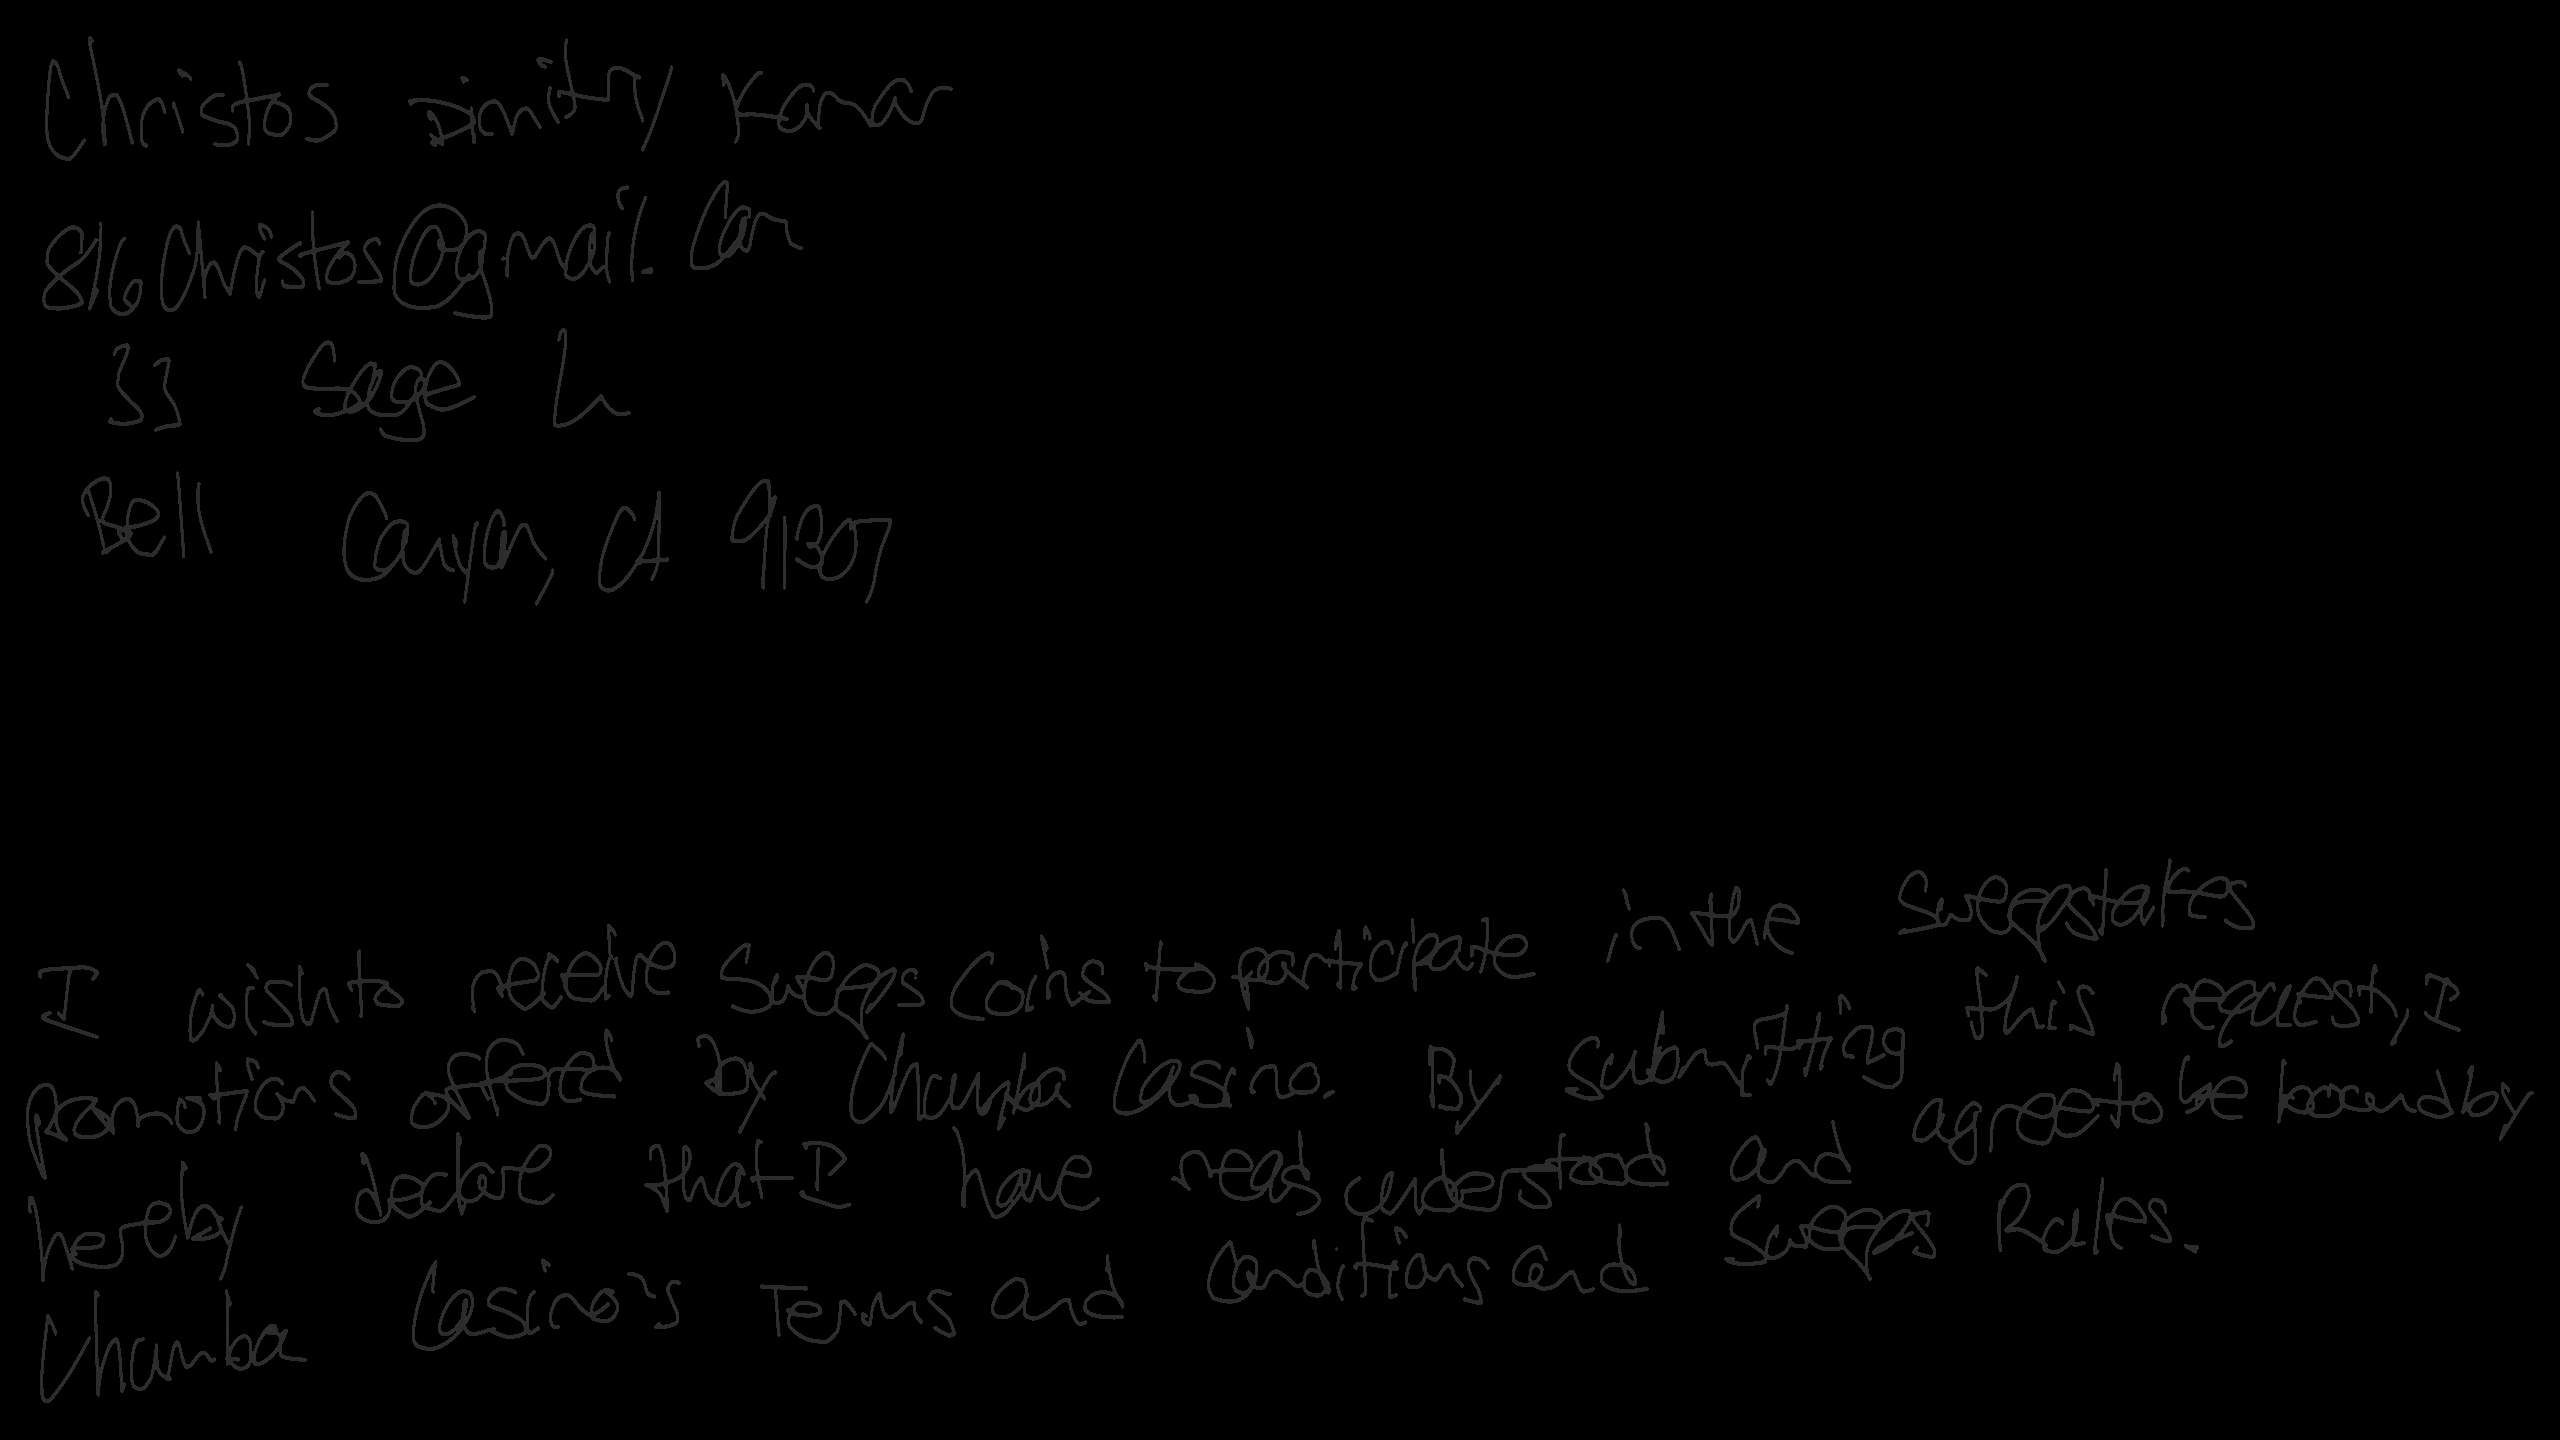 Christos Dimitry Kamar
816Christos@gmail.com
33 Sage Ln
Bell Canyon, CA 91307
I wish to receive Sweeps Coins to participate in the sweepstakes
promotions offered by Chumba Casino. By submitting this request, I
hereby declare that I have read, understood and agree to be bound by
Chumba Casino's Terms and Conditions and Sweeps Rules.